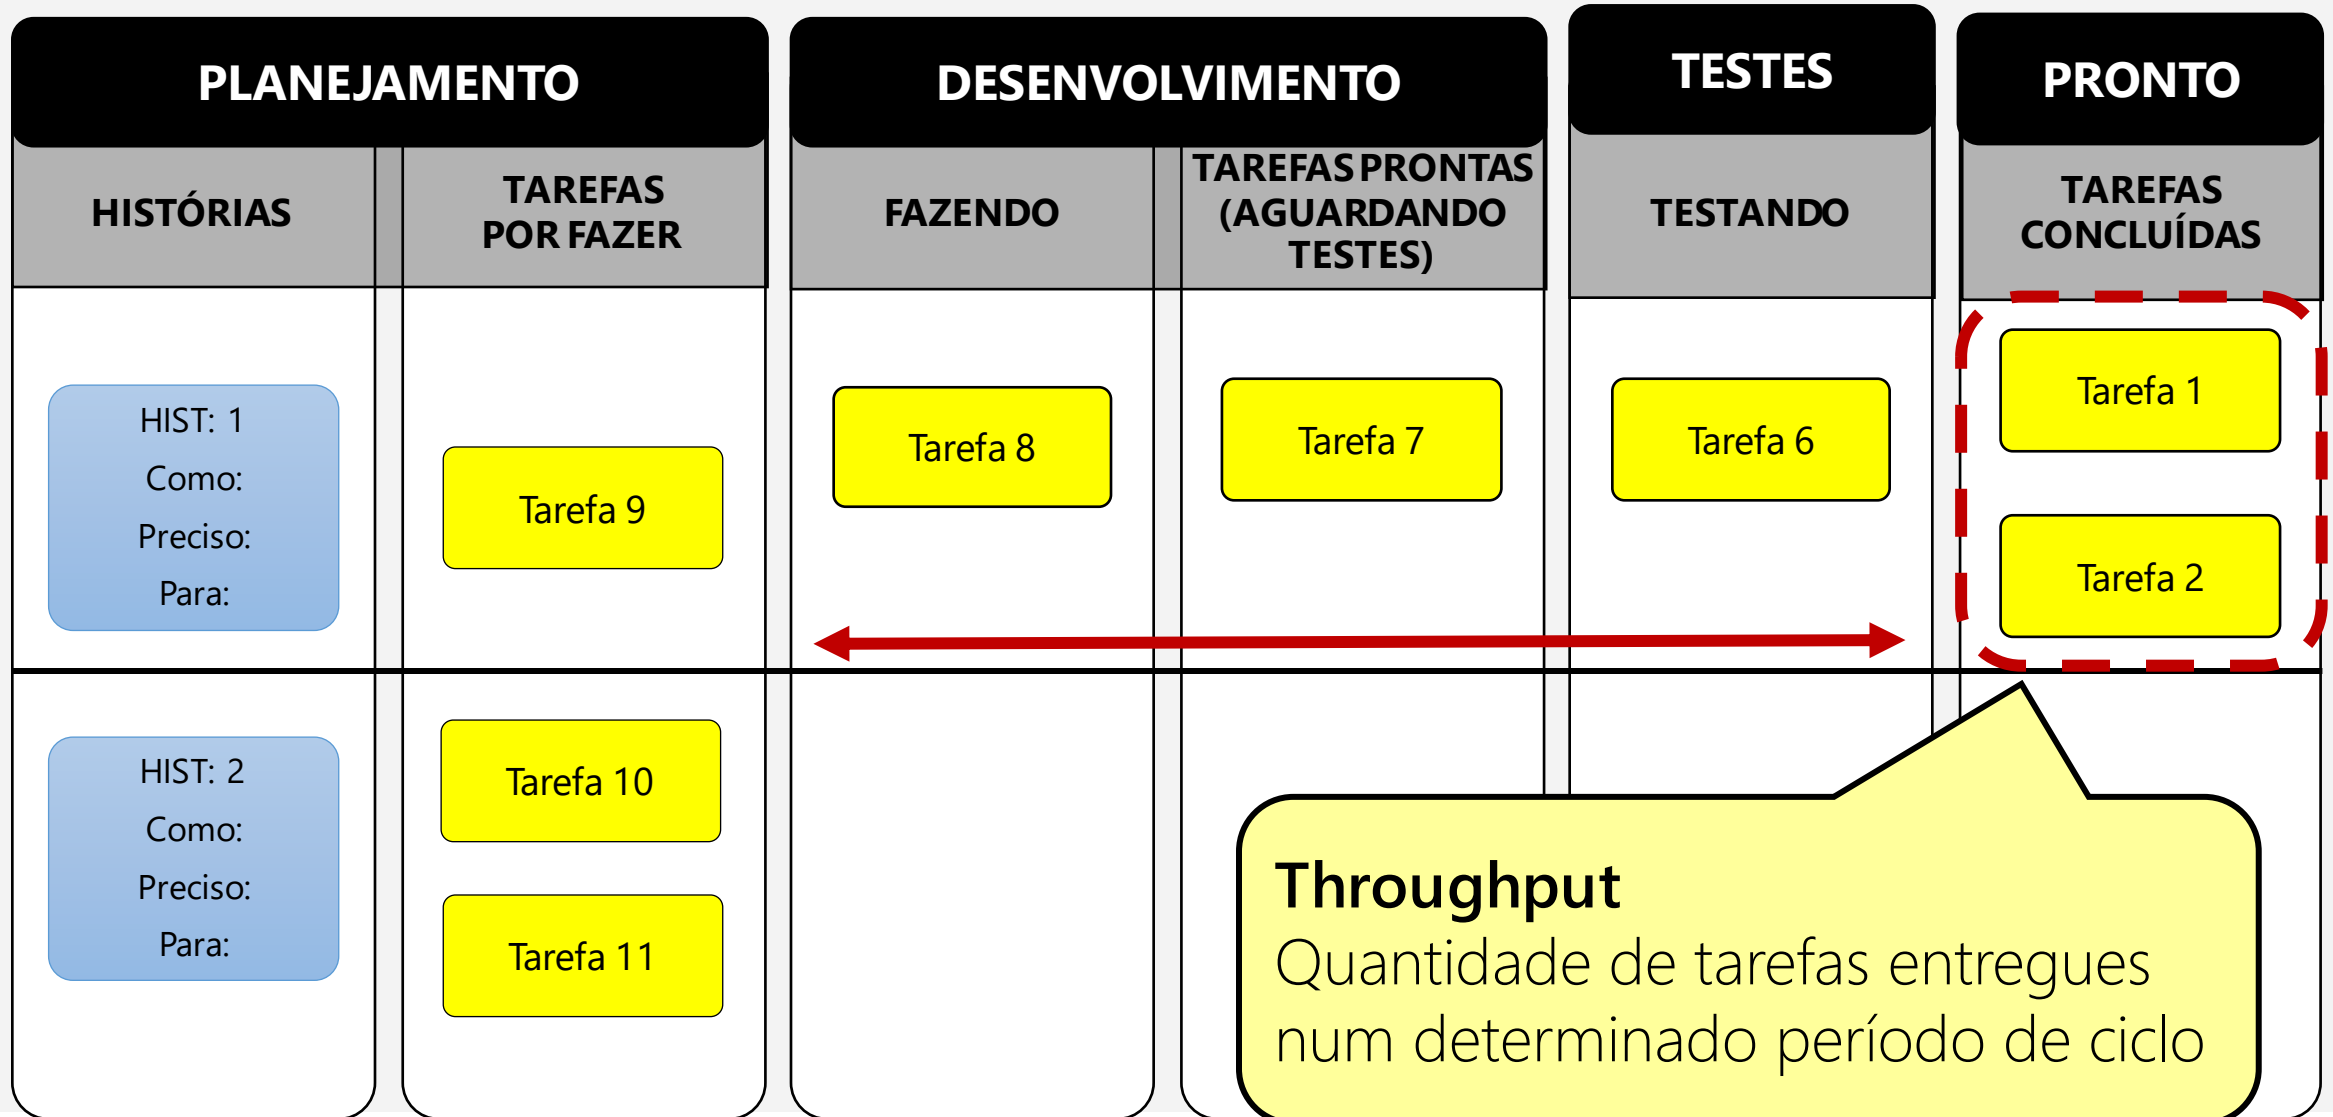 PLANEJAMENTO
DESENVOLVIMENTO
TESTES
PRONTO
HISTÓRIAS
TAREFAS
POR FAZER
FAZENDO
TAREFAS PRONTAS
(AGUARDANDO
TESTES)
TESTANDO
TAREFAS
CONCLUÍDAS
HIST: 1
Como:
Preciso:
Para:
Tarefa 9
Tarefa 8
Tarefa 7
Tarefa 6
Tarefa 1
Tarefa 2
HIST: 2
Como:
Preciso:
Para:
Tarefa 10
Tarefa 11
Throughput
Quantidade de tarefas entregues
num determinado período de ciclo